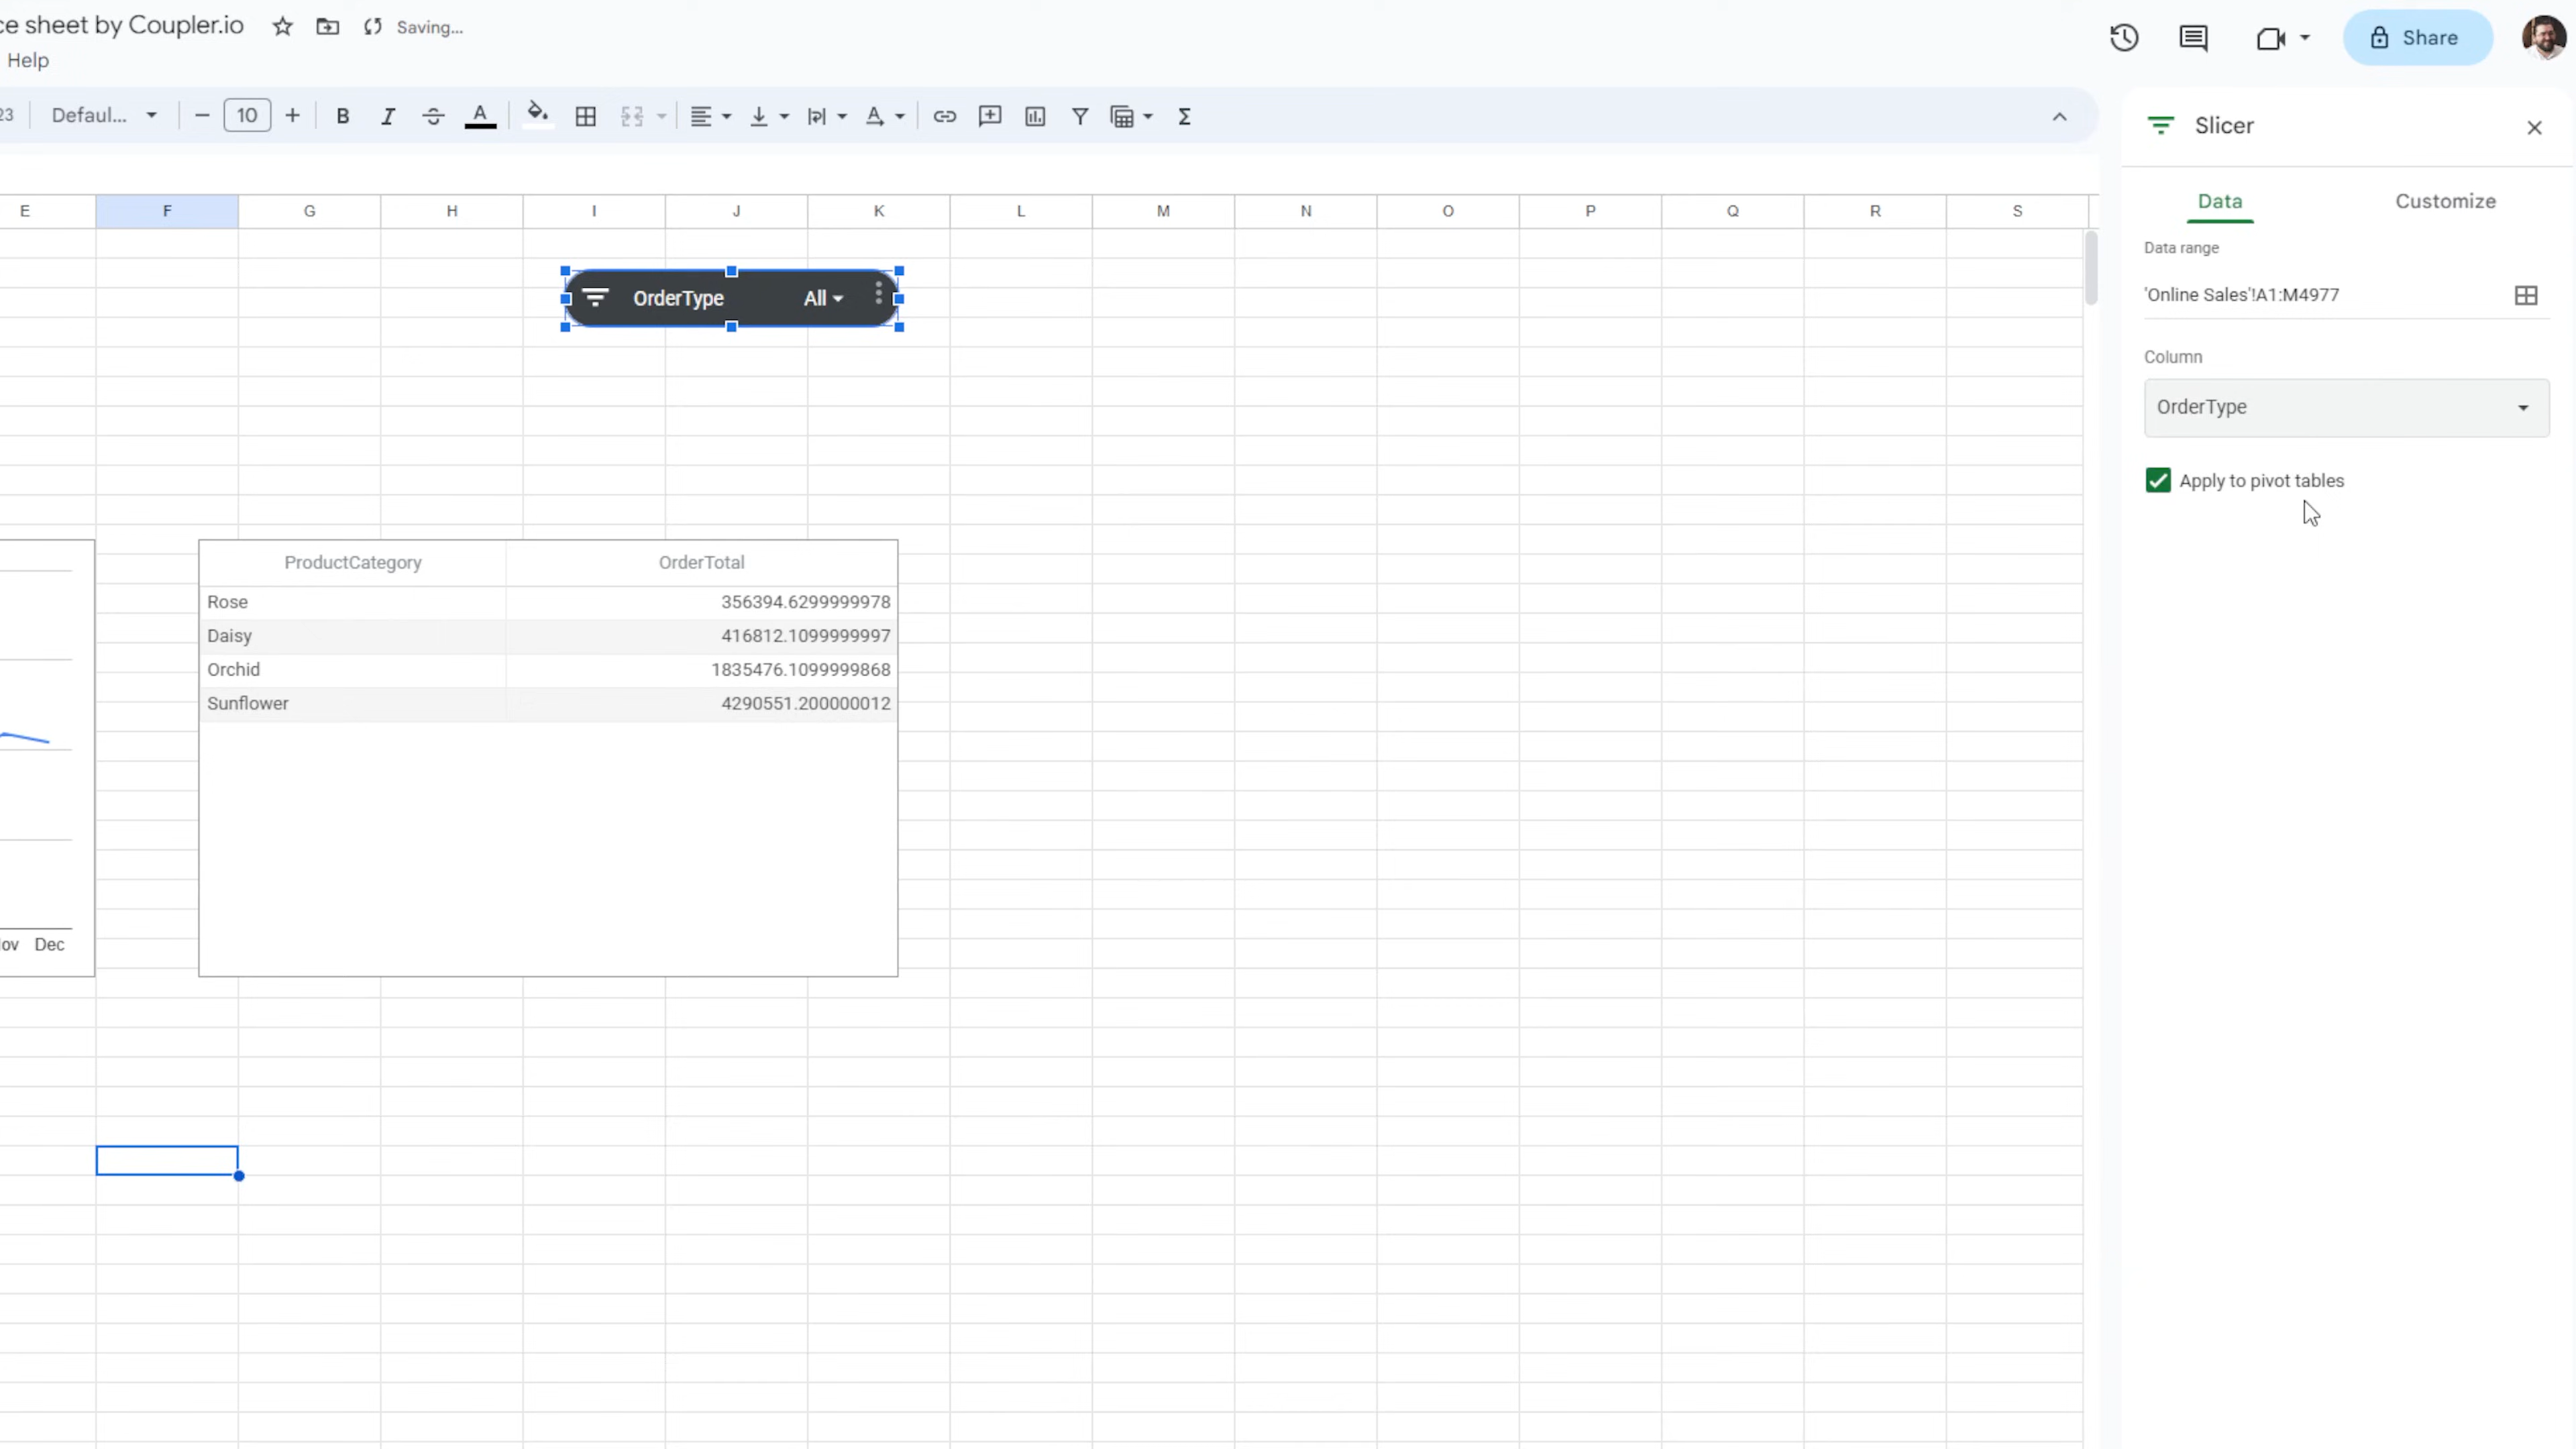 ce sheet by Coupler.io Saving...
Help
Share
23 Defaul... 10 B I A A
Slicer
Data Customize
Data range
'Online Sales'!A1:M4977
Column
OrderType
Apply to pivot tables
E F G H I J K L M N O P Q R S
OrderType All
ProductCategory OrderTotal
Rose 356394.6299999978
Daisy 416812.1099999997
Orchid 1835476.1099999868
Sunflower 4290551.200000012
ov Dec